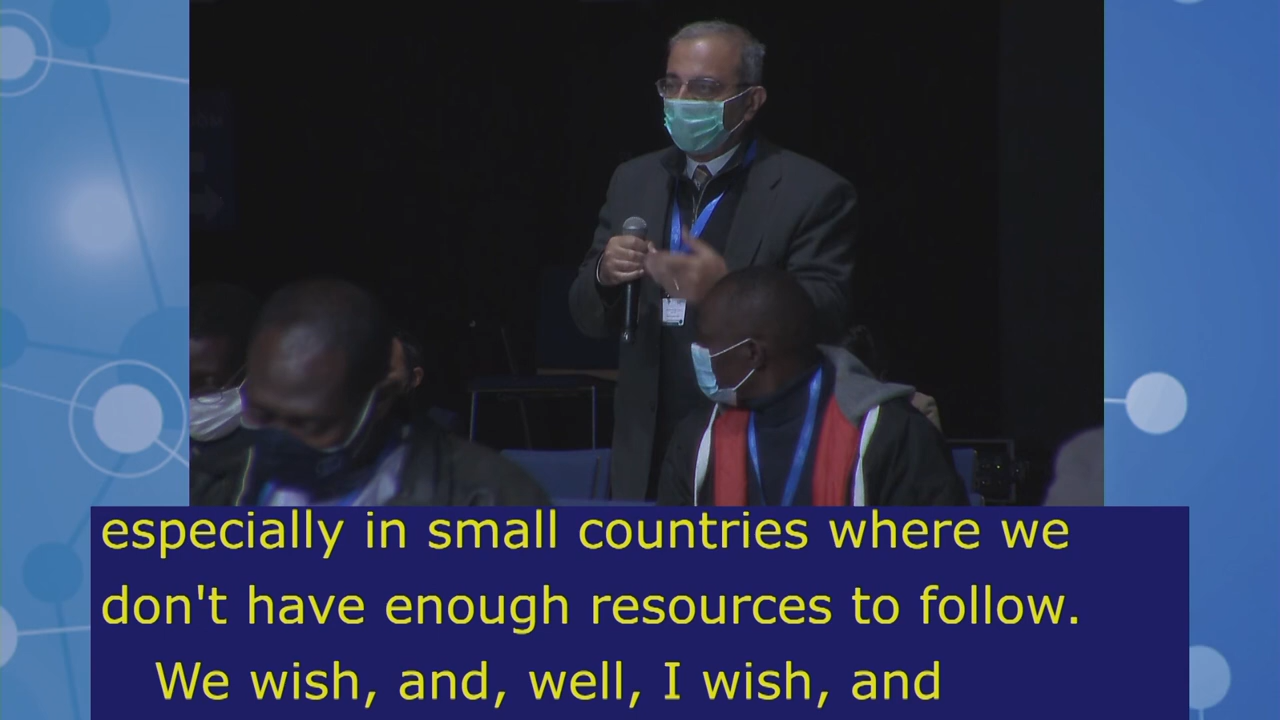 especially in small countries where we
don't have enough resources to follow.
We wish, and, well, I wish, and